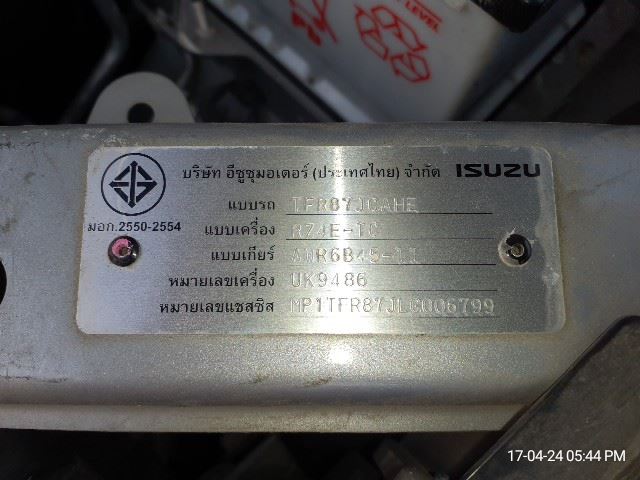 LEVEL
บริษัท อีซูซุมอเตอร์ (ประเทศไทย) จำกัด ISUZU
แบบรถ TFR87JCAHE
มอก.2550-2554 แบบเครื่อง RZ4E-TC
แบบเกียร์
หมายเลขเครื่อง UK9486
หมายเลขแชสซิส MP1TFR87JLG006799
17-04-24 05:44 PM